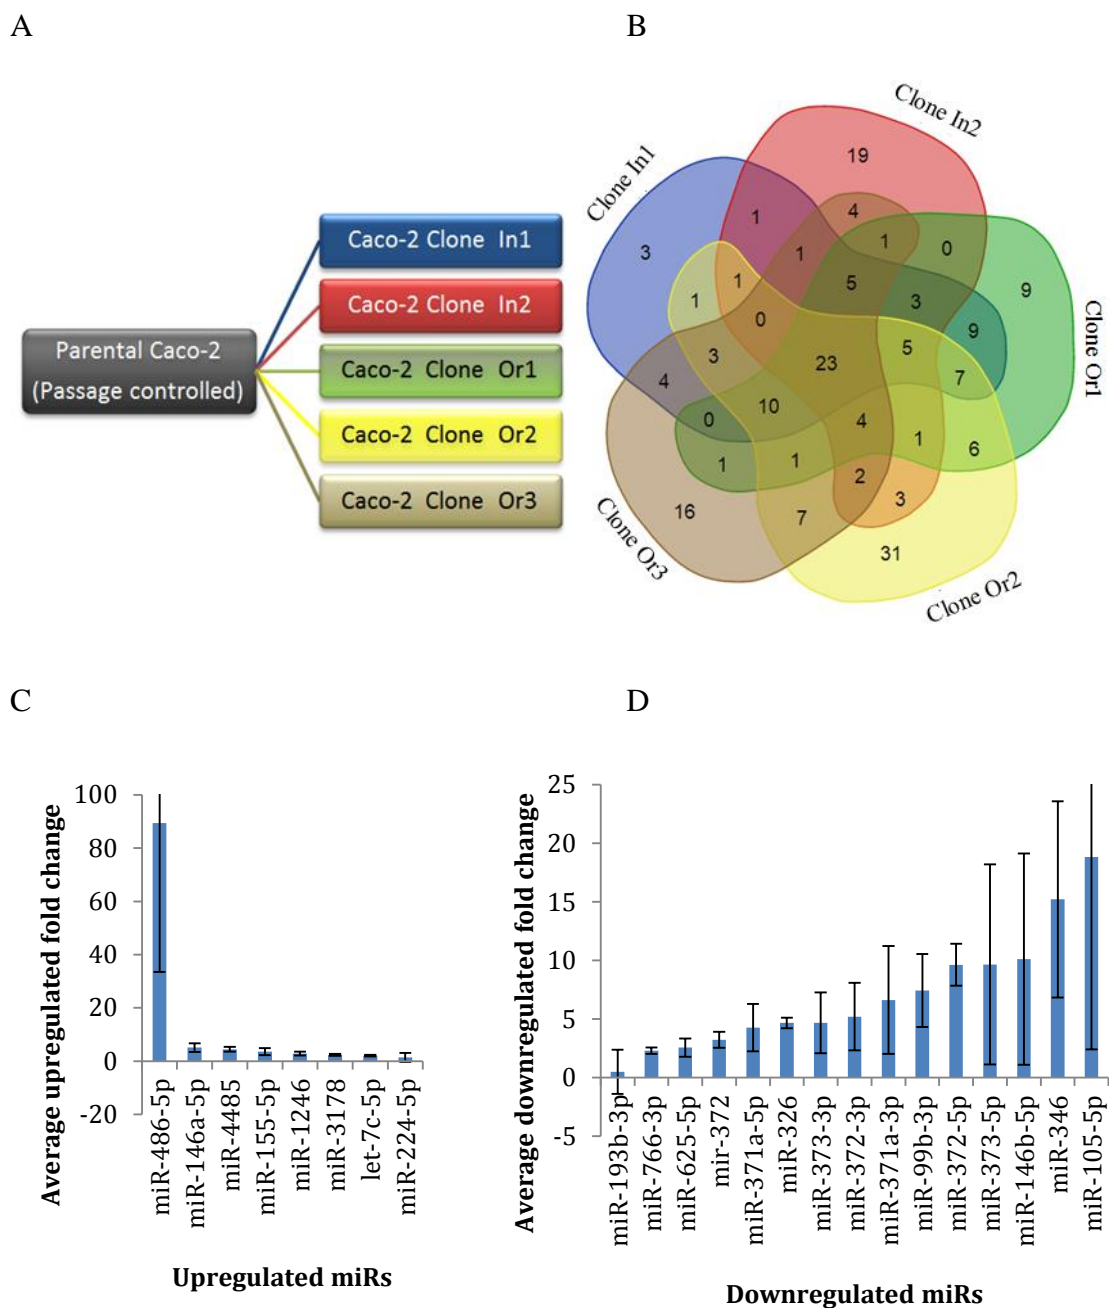 A
B
Parental Caco-2
(Passage controlled)
Caco-2 Clone In1
Caco-2 Clone In2
Caco-2 Clone Or1
Caco-2 Clone Or2
Caco-2 Clone Or3
Clone In1
Clone In2
Clone Or1
Clone Or2
Clone Or3
19
1
4
1
1
0
3
9
1
1
5
3
0
9
3
23
5
7
4
10
0
4
1
6
1
1
2
3
16
7
31
C
D
Average upregulated fold change
100
80
60
40
20
0
-20
miR-486-5p
miR-146a-5p
miR-4485
miR-155-5p
miR-1246
miR-3178
let-7c-5p
miR-224-5p
Upregulated miRs
Average downregulated fold change
25
20
15
10
5
0
-5
miR-193b-3p
miR-766-3p
miR-625-5p
mir-372
miR-371a-5p
miR-326
miR-373-3p
miR-372-3p
miR-371a-3p
miR-99b-3p
miR-372-5p
miR-373-5p
miR-146b-5p
miR-346
miR-105-5p
Downregulated miRs